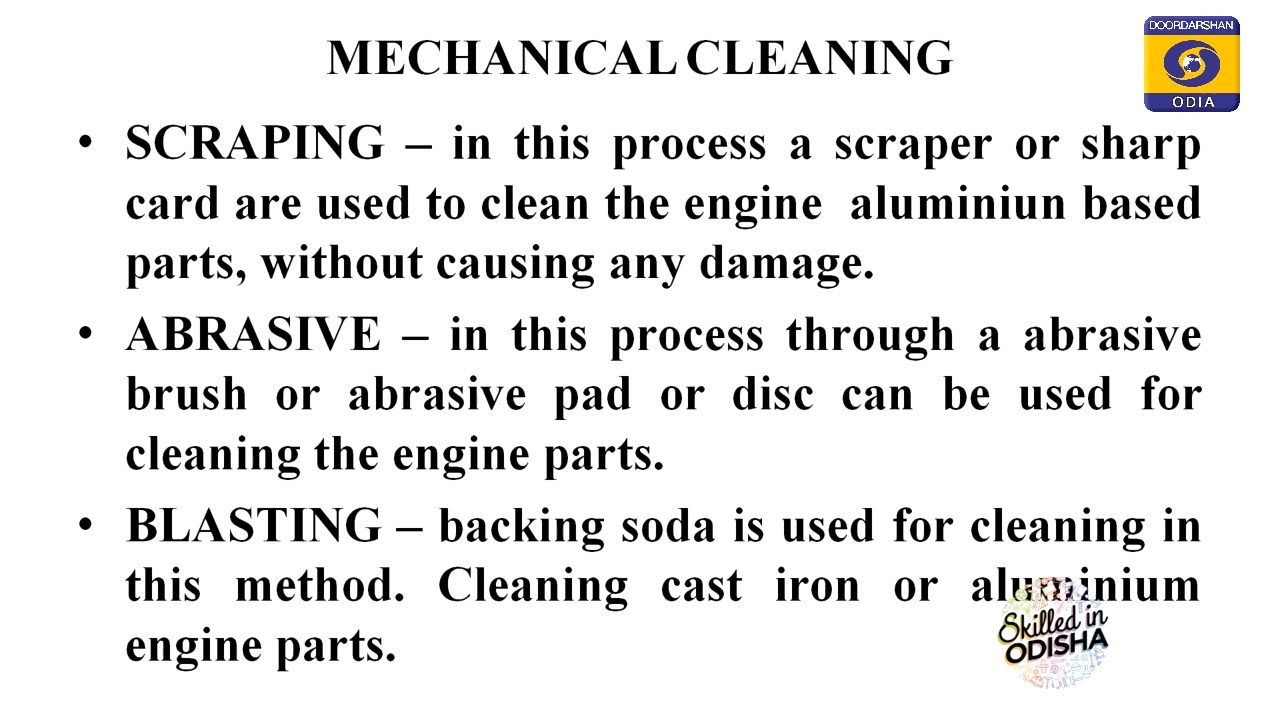 MECHANICAL CLEANING
DOORDARSHAN
ODIA
• SCRAPING – in this process a scraper or sharp
card are used to clean the engine aluminiun based
parts, without causing any damage.
• ABRASIVE – in this process through a abrasive
brush or abrasive pad or disc can be used for
cleaning the engine parts.
• BLASTING – backing soda is used for cleaning in
this method. Cleaning cast iron or aluminium
engine parts.
Skilled in
ODISHA